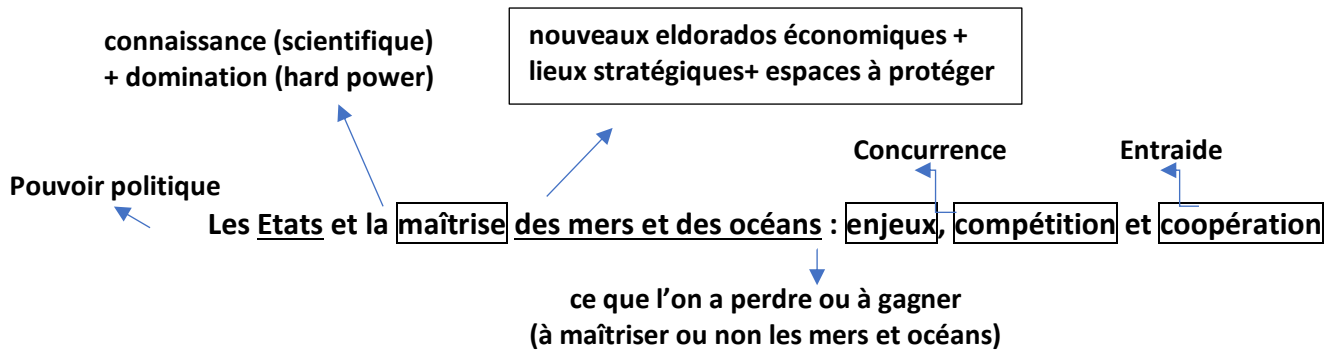 connaissance (scientifique)
+ domination (hard power)
nouveaux eldorados économiques +
lieux stratégiques+ espaces à protéger
Concurrence
Entraide
Pouvoir politique
Les Etats et la maîtrise des mers et des océans : enjeux, compétition et coopération
ce que l’on a perdre ou à gagner
(à maîtriser ou non les mers et océans)